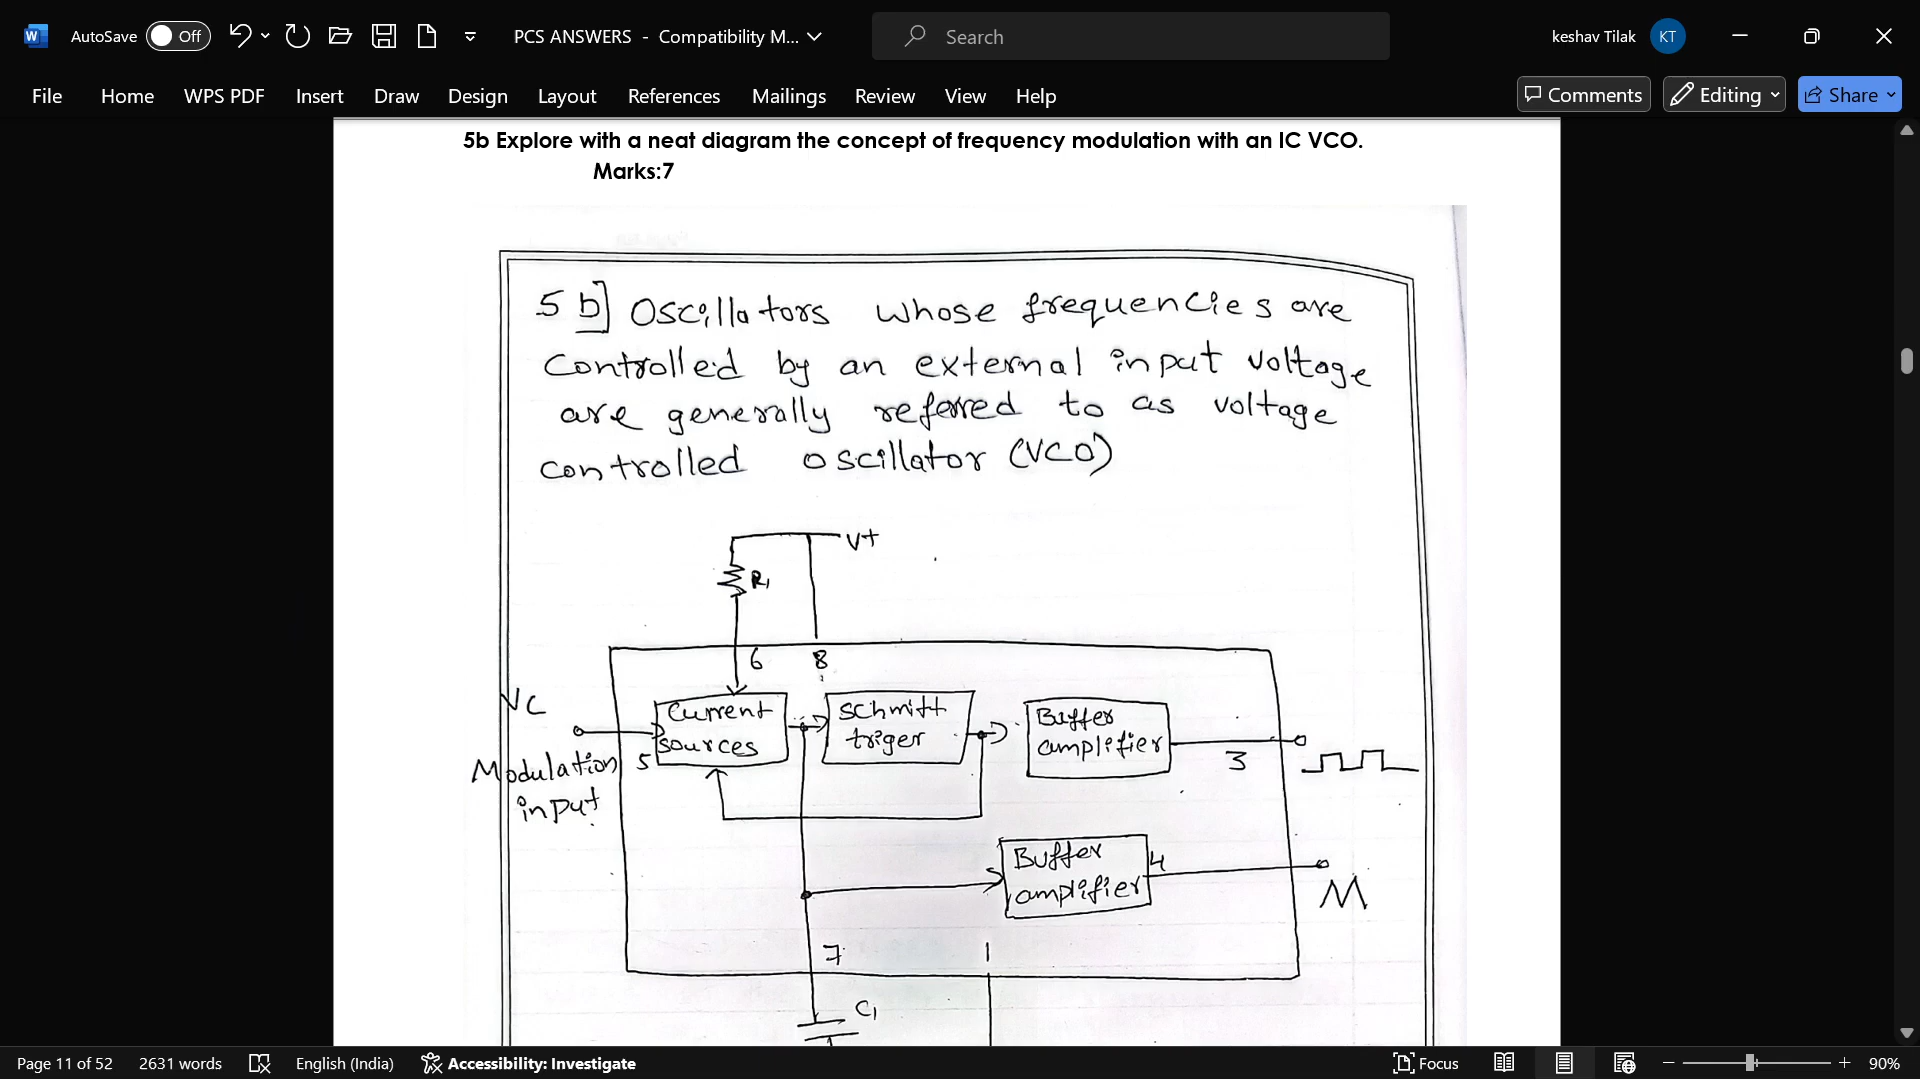 AutoSave Off PCS ANSWERS - Compatibility M... Search keshav Tilak KT
File Home WPS PDF Insert Draw Design Layout References Mailings Review View Help Comments Editing Share
5b Explore with a neat diagram the concept of frequency modulation with an IC VCO.
Marks:7
5 b] Oscillators whose frequencies are
controlled by an external input voltage
are generally refered to as voltage
controlled oscillator (VCO)
V+
R1
6 8
VC
Current
sources
Schmitt
triger
Buffer
amplifier
Modulation
input
5
3
Buffer
amplifier
4
7 1
C1
Page 11 of 52 2631 words English (India) Accessibility: Investigate Focus 90%